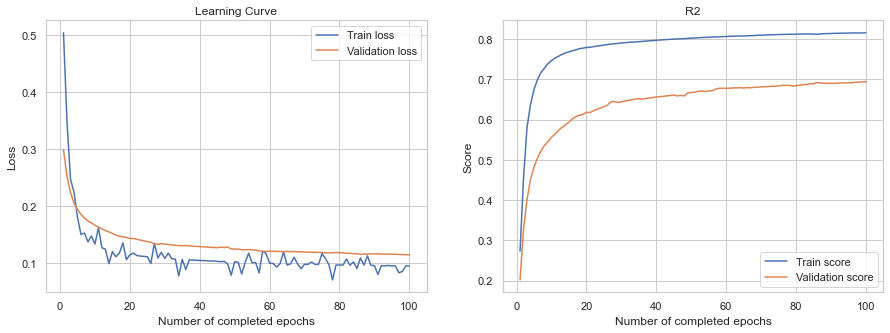 Learning Curve
Train loss
Validation loss
0.5
0.4
0.3
0.2
0.1
Loss
0 20 40 60 80 100
Number of completed epochs
R2
0.8
0.7
0.6
0.5
0.4
0.3
0.2
Score
Train score
Validation score
0 20 40 60 80 100
Number of completed epochs